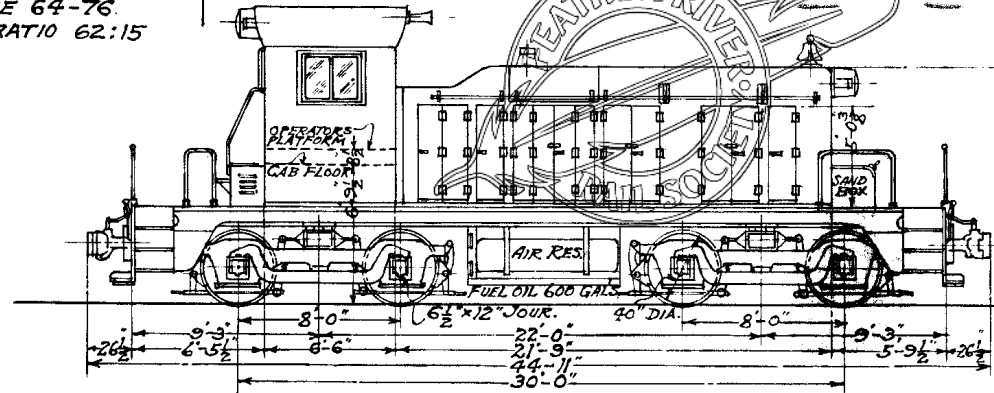 E 64-76.
RATIO 62:15
FEATHER RIVER
RAIL SOCIETY
OPERATORS
PLATFORM
CAB FLOOR
SAND
BOX
AIR RES.
FUEL OIL 600 GALS.
6½"×12" JOUR.
40" DIA.
8'-0"
8'-0"
9'-3"
22'-0"
9'-3"
26½"
6'-5½"
6'-6"
21'-9"
5'-9½"
26½"
44'-11"
30'-0"